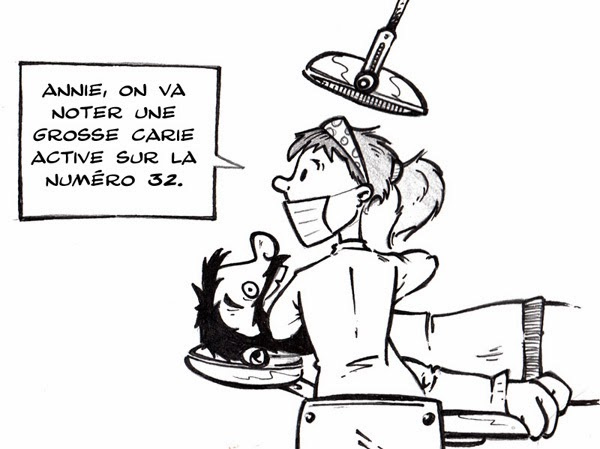 ANNIE, ON VA
NOTER UNE
GROSSE CARIE
ACTIVE SUR LA
NUMÉRO 32.